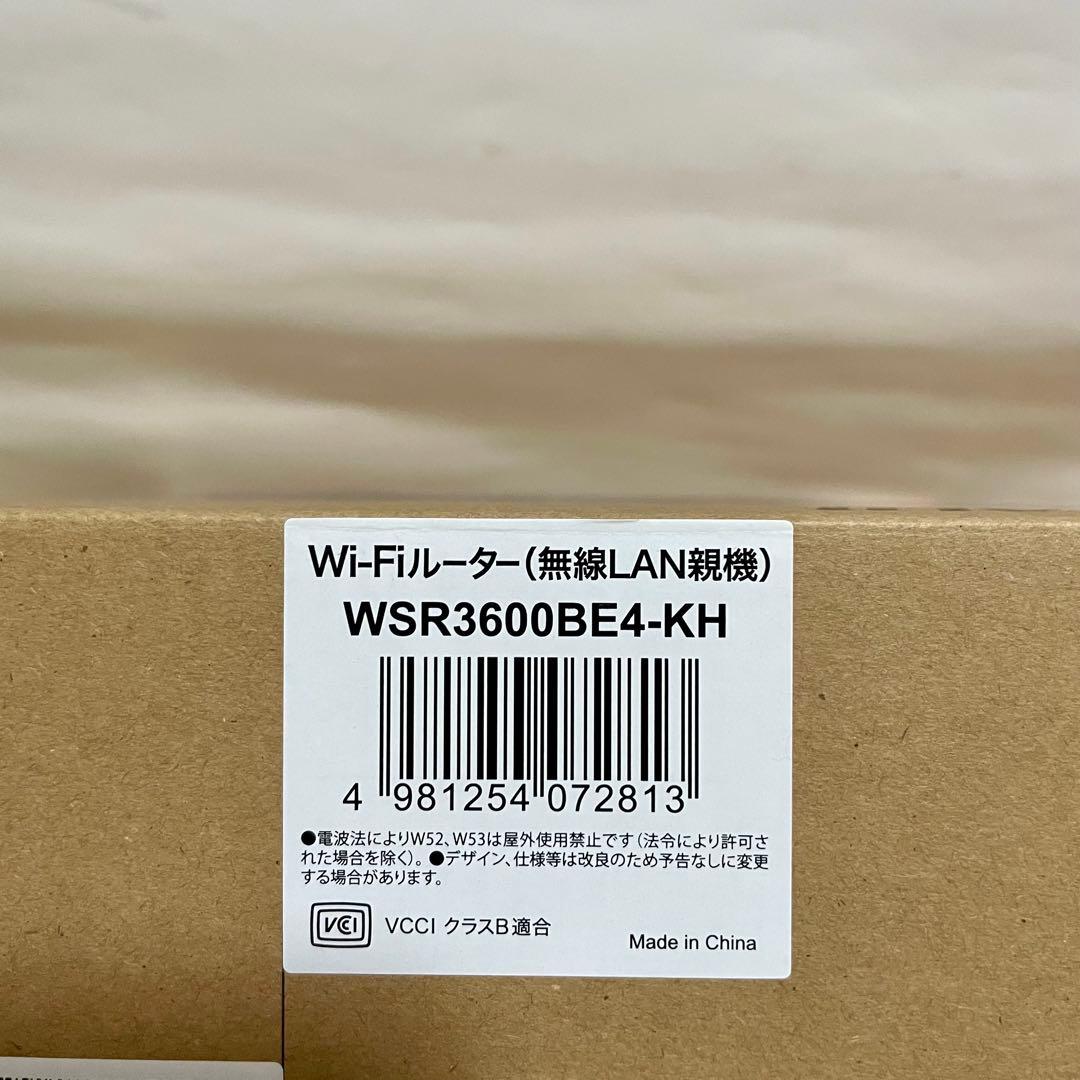 Wi-Fiルーター（無線LAN親機）
WSR3600BE4-KH
4 981254 072813
●電波法によりW52、W53は屋外使用禁止です（法令により許可さ
れた場合を除く）。●デザイン、仕様等は改良のため予告なしに変更
する場合があります。
VCCI VCCI クラスB適合
Made in China